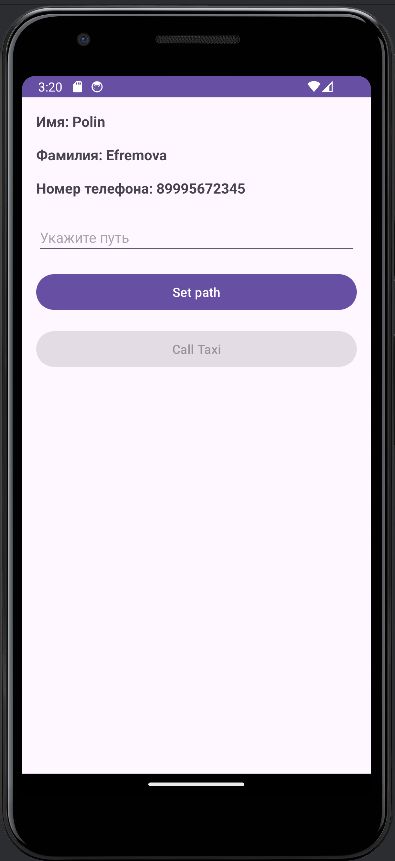 3:20
Имя: Polin
Фамилия: Efremova
Номер телефона: 89995672345
Укажите путь
Set path
Call Taxi